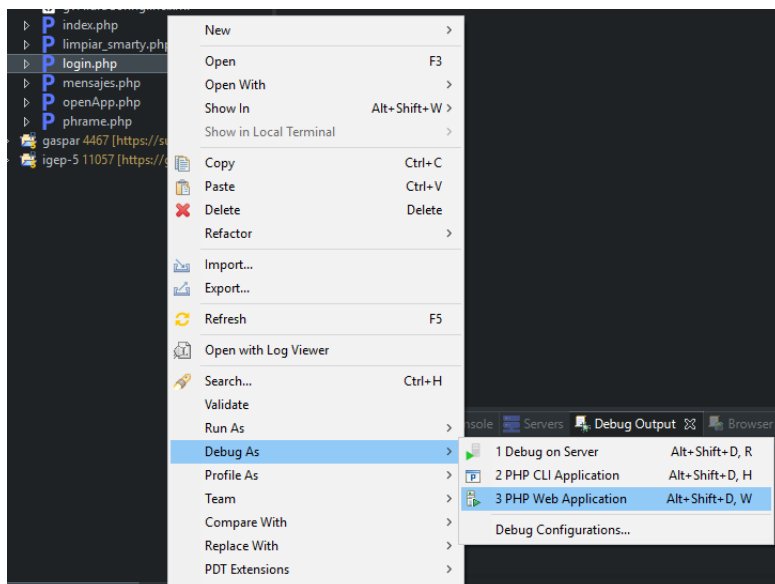 index.php
limpiar_smarty.php
login.php
mensajes.php
openApp.php
phrame.php
gaspar 4467 [https://su
igep-5 11057 [https://g
New >
Open F3
Open With >
Show In Alt+Shift+W >
Show in Local Terminal >
Copy Ctrl+C
Paste Ctrl+V
Delete Delete
Refactor >
Import...
Export...
Refresh F5
Open with Log Viewer
Search... Ctrl+H
Validate
Run As >
Debug As >
Profile As >
Team >
Compare With >
Replace With >
PDT Extensions >
nsole Servers Debug Output Browser
1 Debug on Server Alt+Shift+D, R
2 PHP CLI Application Alt+Shift+D, H
3 PHP Web Application Alt+Shift+D, W
Debug Configurations...